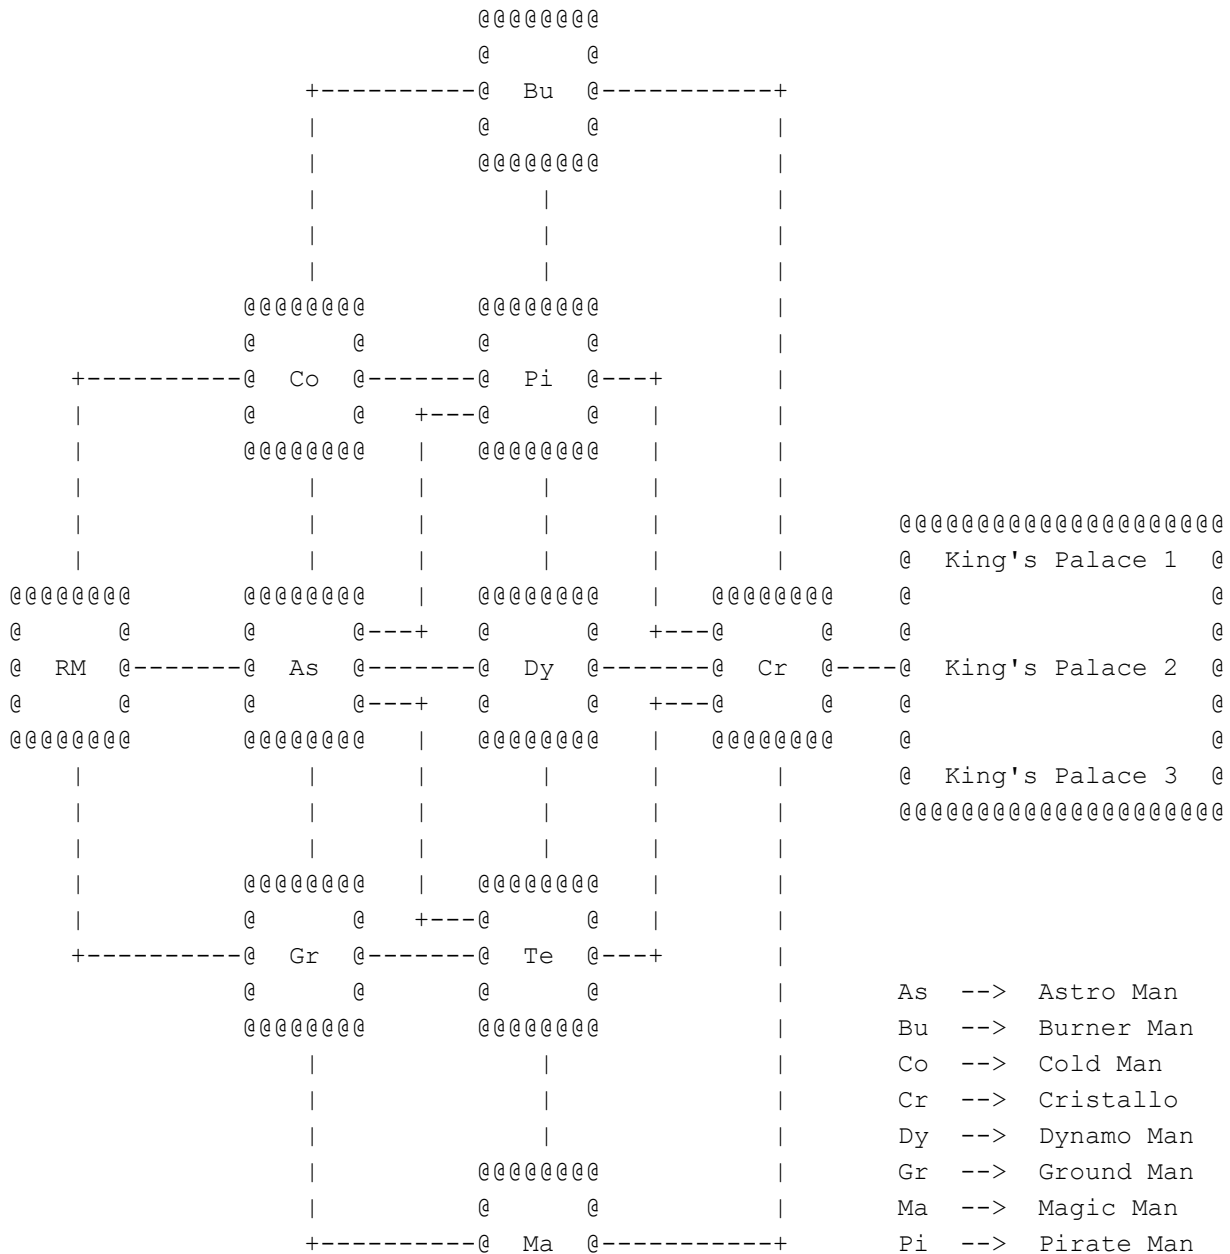 @@@@@@@@
@      @
+----------@  Bu  @-----------+
|          @      @           |
|          @@@@@@@@           |
|              |              |
|              |              |
|              |              |
@@@@@@@@       @@@@@@@@           |
@      @       @      @           |
+----------@  Co  @-------@  Pi  @---+       |
|          @      @   +---@      @   |       |
|          @@@@@@@@   |   @@@@@@@@   |       |
|              |      |       |      |       |
|              |      |       |      |       |       @@@@@@@@@@@@@@@@@@@@@
|              |      |       |      |       |       @  King's Palace 1  @
@@@@@@@@       @@@@@@@@   |   @@@@@@@@   |   @@@@@@@@    @                   @
@      @       @      @---+   @      @   +---@      @    @                   @
@  RM  @-------@  As  @-------@  Dy  @-------@  Cr  @----@  King's Palace 2  @
@      @       @      @---+   @      @   +---@      @    @                   @
@@@@@@@@       @@@@@@@@   |   @@@@@@@@   |   @@@@@@@@    @                   @
|              |      |       |      |       |       @  King's Palace 3  @
|              |      |       |      |       |       @@@@@@@@@@@@@@@@@@@@@
|              |      |       |      |       |
|          @@@@@@@@   |   @@@@@@@@   |       |
|          @      @   +---@      @   |       |
+----------@  Gr  @-------@  Te  @---+       |
@      @       @      @           |       As  -->  Astro Man
@@@@@@@@       @@@@@@@@           |       Bu  -->  Burner Man
|              |              |       Co  -->  Cold Man
|              |              |       Cr  -->  Cristallo
|              |              |       Dy  -->  Dynamo Man
|          @@@@@@@@           |       Gr  -->  Ground Man
|          @      @           |       Ma  -->  Magic Man
+----------@  Ma  @-----------+       Pi  -->  Pirate Man